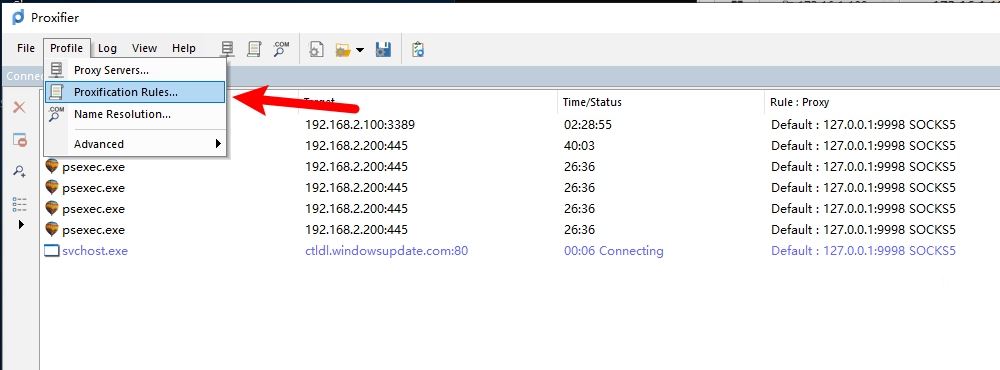 Proxifier
File Profile Log View Help .COM
Proxy Servers...
Proxification Rules...
.COM Name Resolution...
Advanced
Target Time/Status Rule : Proxy
192.168.2.100:3389 02:28:55 Default : 127.0.0.1:9998 SOCKS5
192.168.2.200:445 40:03 Default : 127.0.0.1:9998 SOCKS5
psexec.exe 192.168.2.200:445 26:36 Default : 127.0.0.1:9998 SOCKS5
psexec.exe 192.168.2.200:445 26:36 Default : 127.0.0.1:9998 SOCKS5
psexec.exe 192.168.2.200:445 26:36 Default : 127.0.0.1:9998 SOCKS5
psexec.exe 192.168.2.200:445 26:36 Default : 127.0.0.1:9998 SOCKS5
svchost.exe ctldl.windowsupdate.com:80 00:06 Connecting Default : 127.0.0.1:9998 SOCKS5